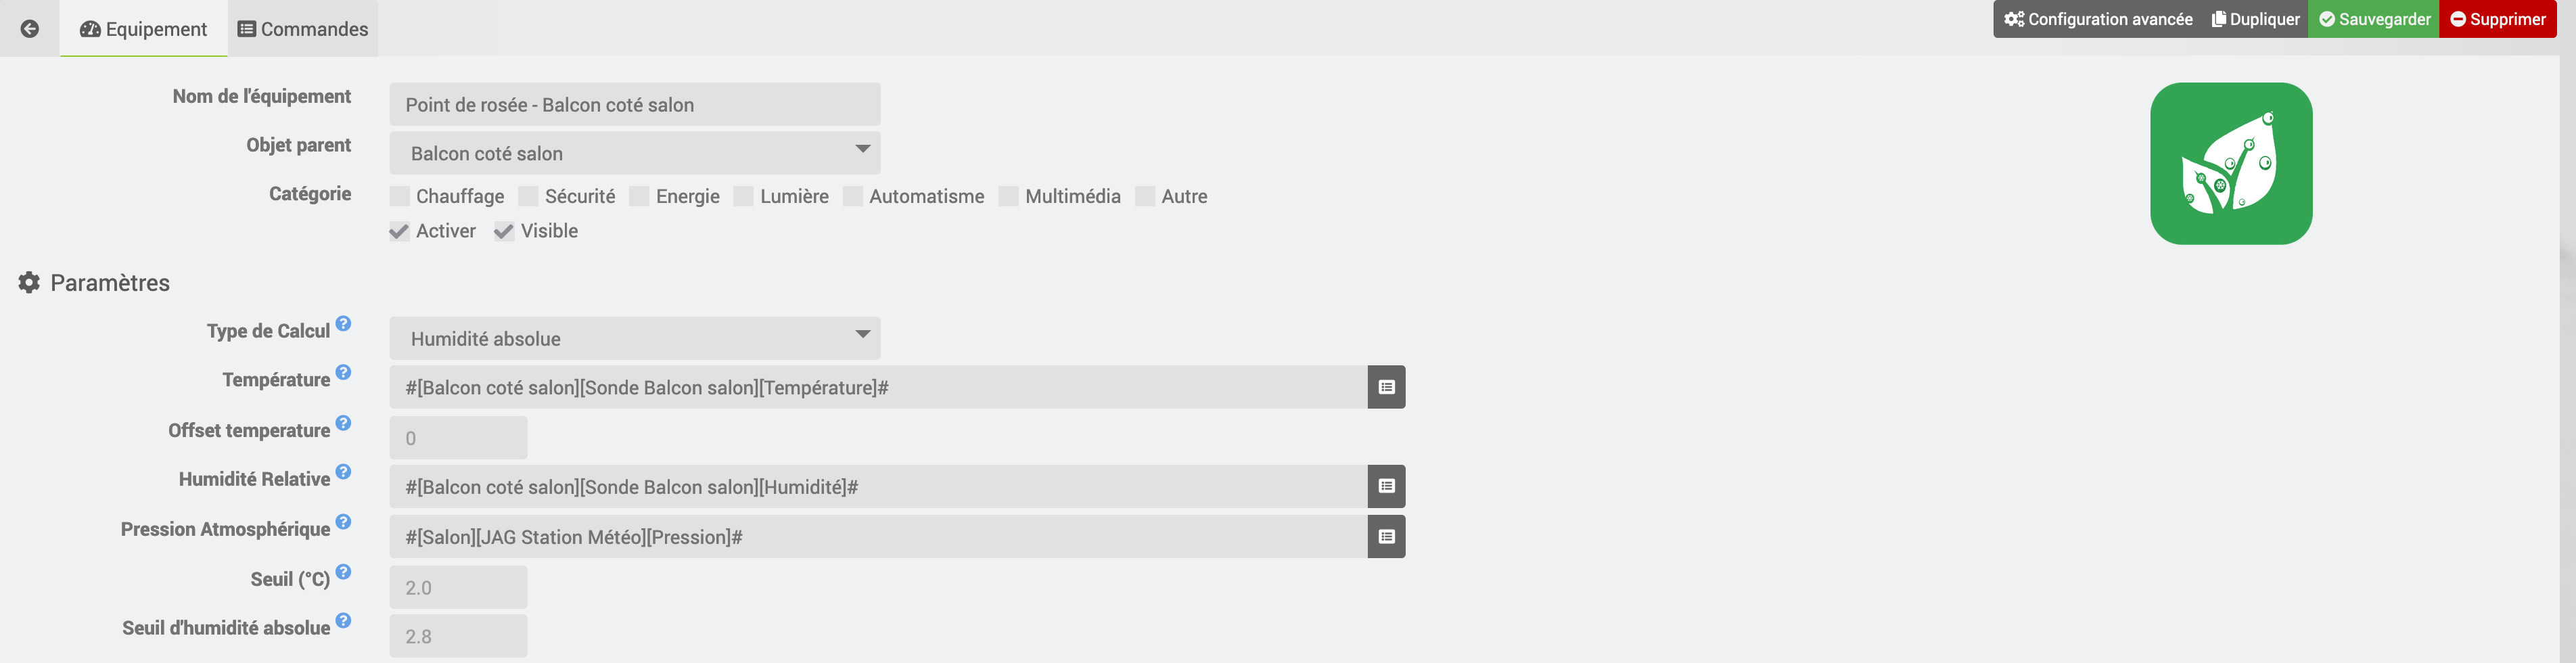 Equipement Commandes Configuration avancée Dupliquer Sauvegarder Supprimer
Nom de l'équipement Point de rosée - Balcon coté salon
Objet parent Balcon coté salon
Catégorie Chauffage Sécurité Energie Lumière Automatisme Multimédia Autre
Activer Visible
Paramètres
Type de Calcul ? Humidité absolue
Température ? #[Balcon coté salon][Sonde Balcon salon][Température]#
Offset temperature ? 0
Humidité Relative ? #[Balcon coté salon][Sonde Balcon salon][Humidité]#
Pression Atmosphérique ? #[Salon][JAG Station Météo][Pression]#
Seuil (°C) ? 2.0
Seuil d'humidité absolue ? 2.8